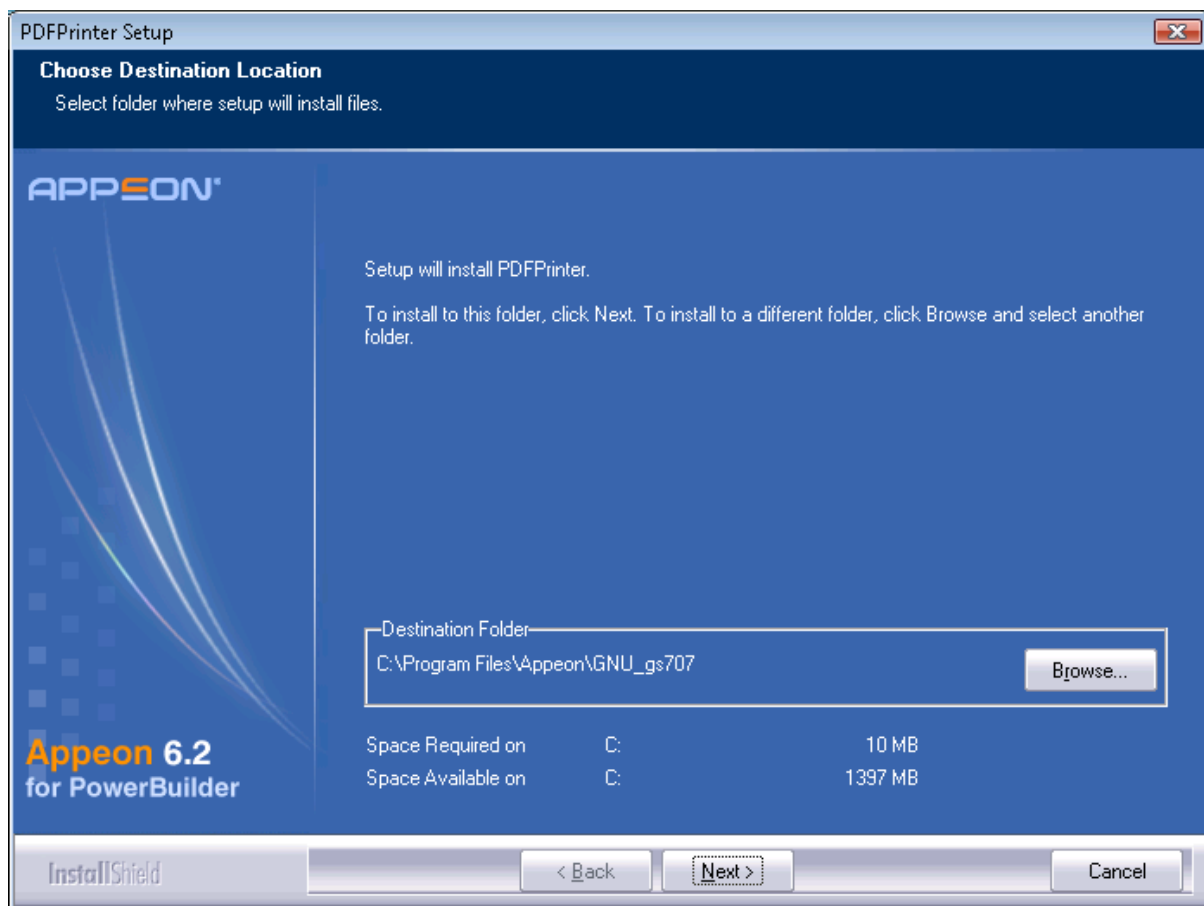 PDFPrinter Setup
Choose Destination Location
Select folder where setup will install files.
APPEON
Setup will install PDFPrinter.
To install to this folder, click Next. To install to a different folder, click Browse and select another
folder.
Destination Folder
C:\Program Files\Appeon\GNU_gs707
Browse...
Space Required on C: 10 MB
Space Available on C: 1397 MB
Appeon 6.2
for PowerBuilder
InstallShield
< Back
Next >
Cancel